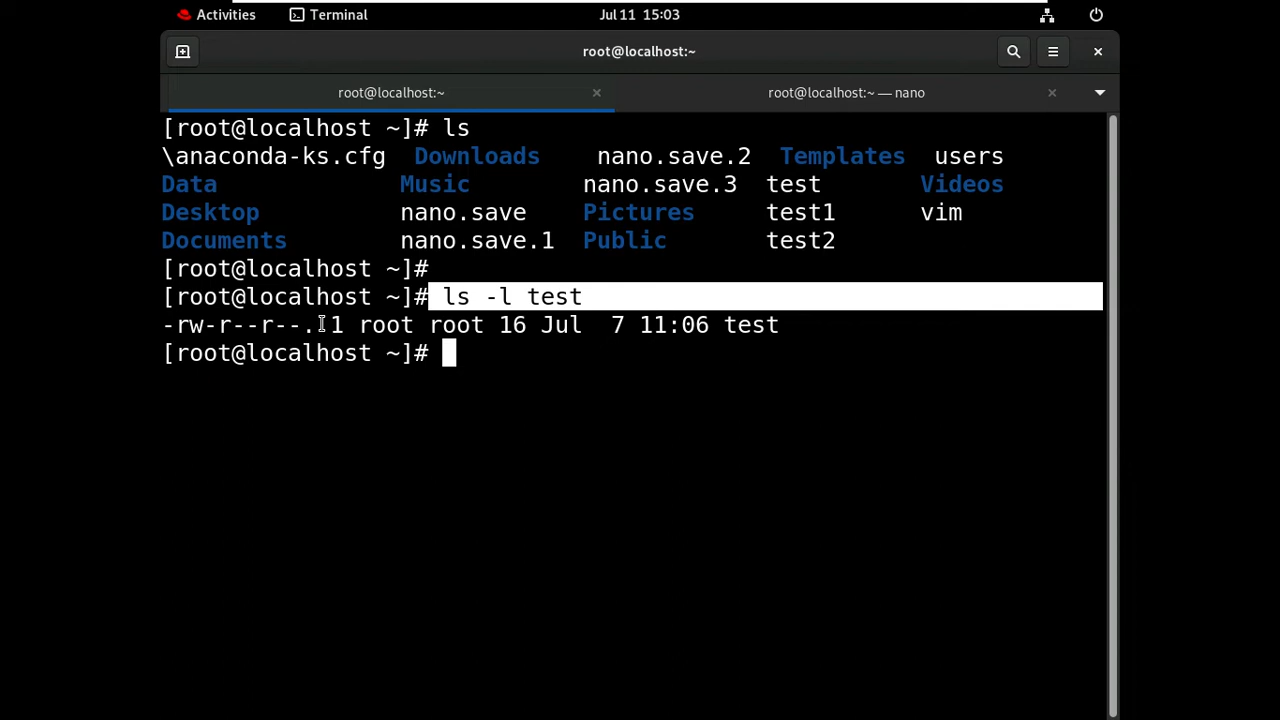 Activities Terminal Jul 11 15:03
root@localhost:~
root@localhost:~ × root@localhost:~ — nano ×
[root@localhost ~]# ls
\anaconda-ks.cfg Downloads nano.save.2 Templates users
Data Music nano.save.3 test Videos
Desktop nano.save Pictures test1 vim
Documents nano.save.1 Public test2
[root@localhost ~]#
[root@localhost ~]# ls -l test
-rw-r--r--. 1 root root 16 Jul  7 11:06 test
[root@localhost ~]#